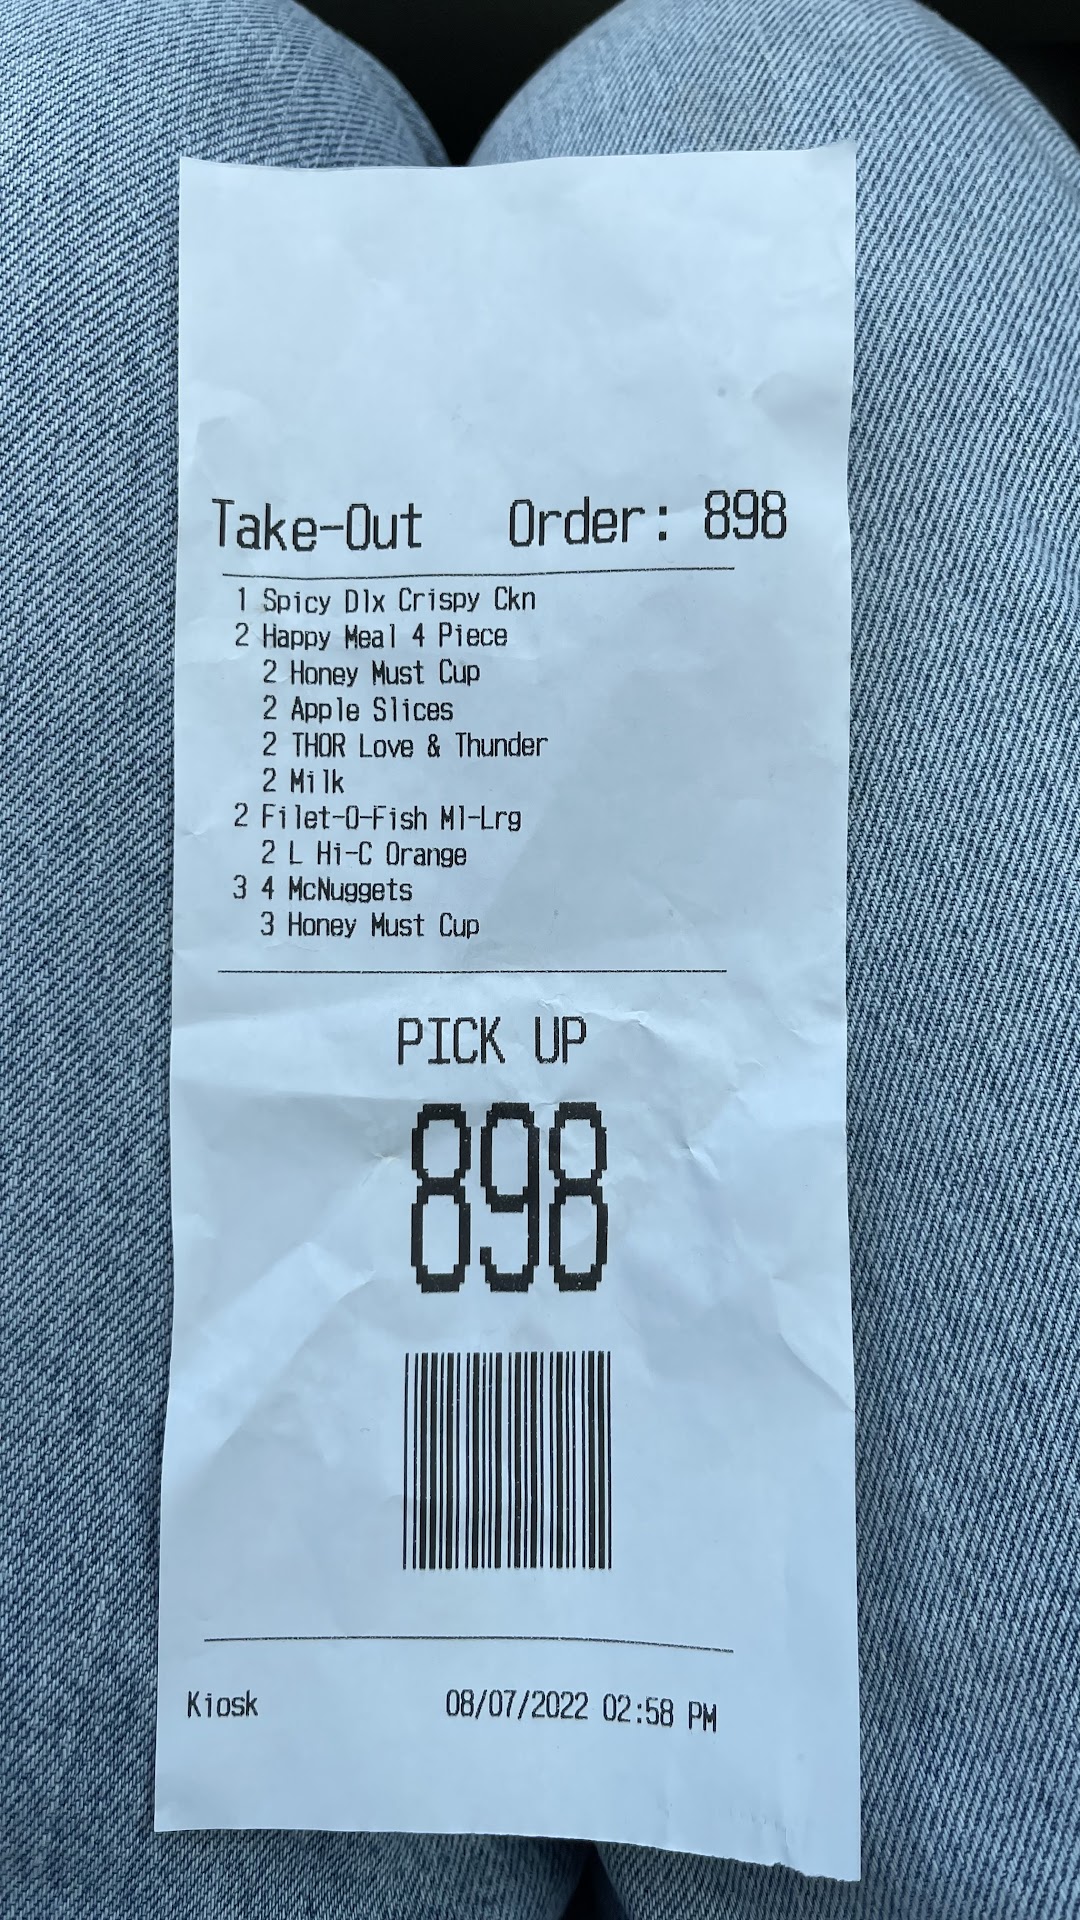 Take-Out Order: 898
1 Spicy Dlx Crispy Ckn
2 Happy Meal 4 Piece
2 Honey Must Cup
2 Apple Slices
2 THOR Love & Thunder
2 Milk
2 Filet-O-Fish Ml-Lrg
2 L Hi-C Orange
3 4 McNuggets
3 Honey Must Cup
PICK UP
898
Kiosk 08/07/2022 02:58 PM